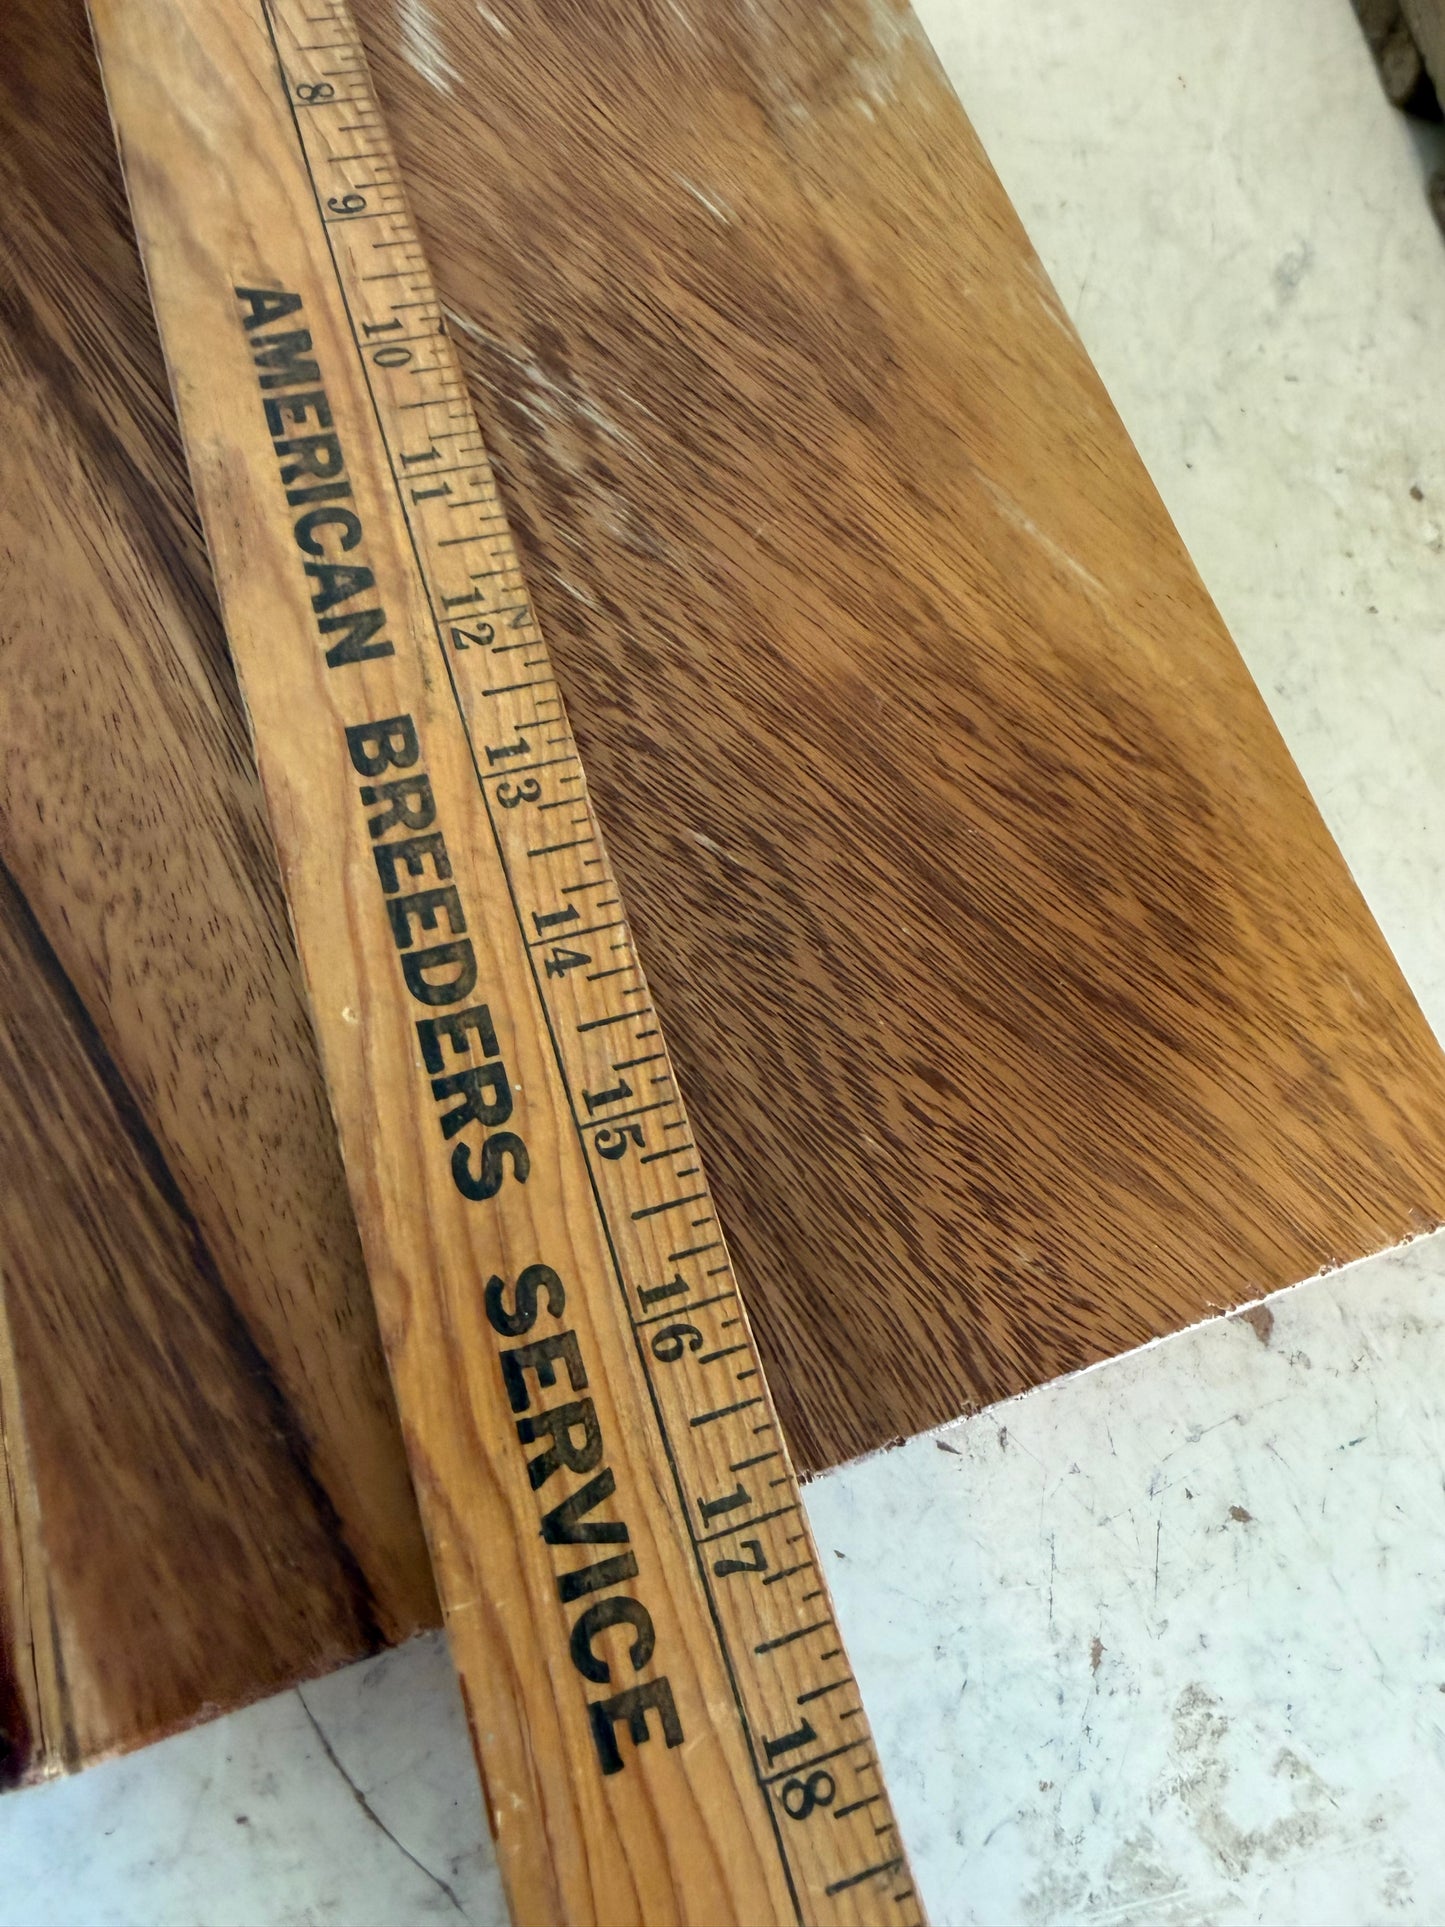 8 9 10 11 12 13 14 15 16 17 18
AMERICAN BREEDERS SERVICE